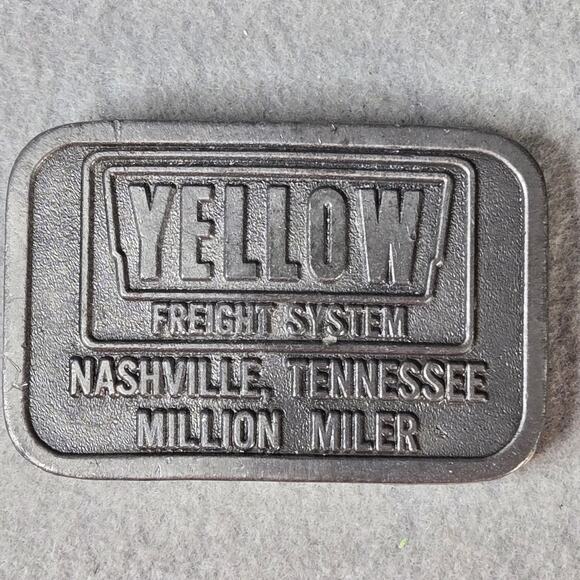 YELLOW
FREIGHT SYSTEM
NASHVILLE, TENNESSEE
MILLION MILER